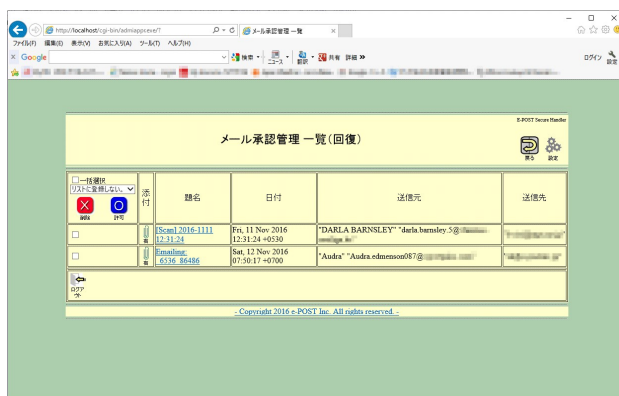 http://localhost/cgi-bin/admiappsr.exe/?
メール承認管理 一覧
ファイル(F) 編集(E) 表示(V) お気に入り(A) ツール(T) ヘルプ(H)
Google
検索
ニュース
翻訳
共有
詳細 »
ログイン
設定
E-POST Secure Handler
メール承認管理 一覧(回復)
戻る
設定
一括選択
リストに登録しない。
削除
許可
添付
題名
日付
送信元
送信先
有
[Scan] 2016-1111 12:31:24
Fri, 11 Nov 2016 12:31:24 +0530
"DARLA BARNSLEY" "darla.barnsley.5@
有
Emailing: _6536_86486
Sat, 12 Nov 2016 07:50:17 +0700
"Audra" "Audra.edmenson087@
ログアウト
- Copyright 2016 e-POST Inc. All rights reserved. -